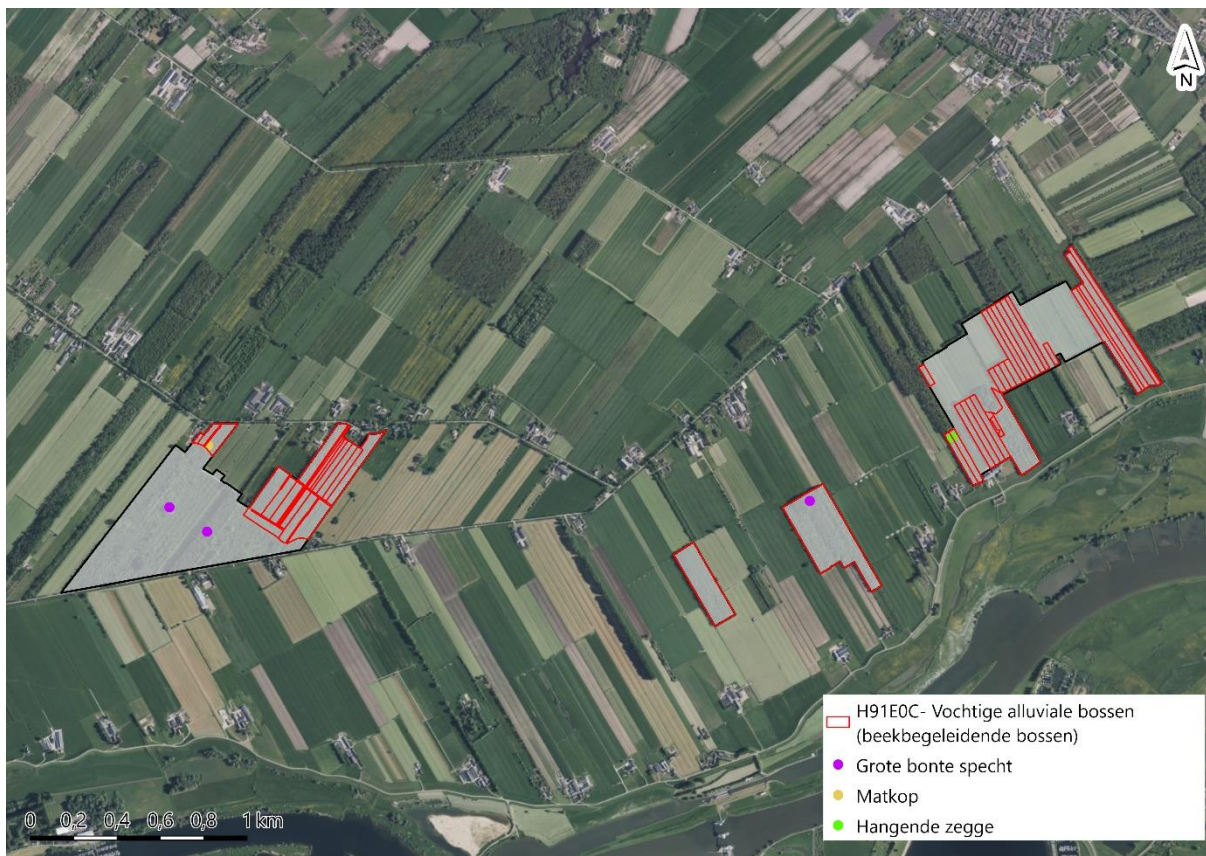 N
H91E0C- Vochtige alluviale bossen
(beekbegeleidende bossen)
Grote bonte specht
Matkop
Hangende zegge
0 0,2 0,4 0,6 0,8 1 km